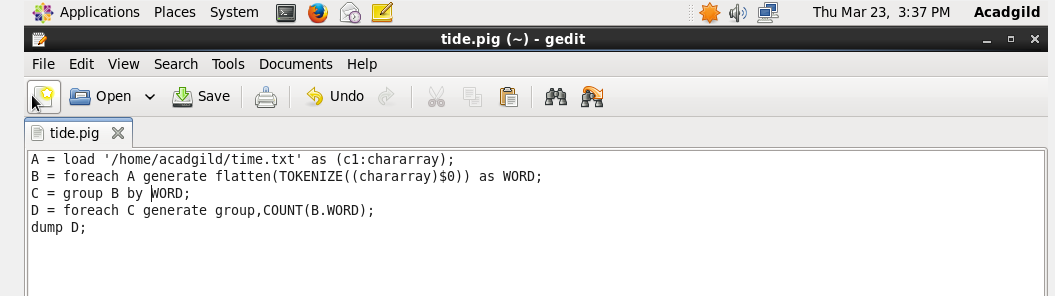 Applications Places System Thu Mar 23, 3:37 PM Acadgild
tide.pig (~) - gedit
File Edit View Search Tools Documents Help
Open Save Undo
tide.pig
A = load '/home/acadgild/time.txt' as (c1:chararray);
B = foreach A generate flatten(TOKENIZE((chararray)$0)) as WORD;
C = group B by WORD;
D = foreach C generate group,COUNT(B.WORD);
dump D;